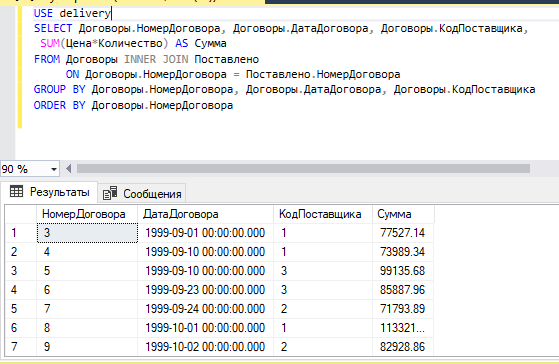 USE delivery
SELECT Договоры.НомерДоговора, Договоры.ДатаДоговора, Договоры.КодПоставщика,
SUM(Цена*Количество) AS Сумма
FROM Договоры INNER JOIN Поставлено
ON Договоры.НомерДоговора = Поставлено.НомерДоговора
GROUP BY Договоры.НомерДоговора, Договоры.ДатаДоговора, Договоры.КодПоставщика
ORDER BY Договоры.НомерДоговора
90 %
Результаты Сообщения
НомерДоговора ДатаДоговора КодПоставщика Сумма
1 3 1999-09-01 00:00:00.000 1 77527.14
2 4 1999-09-10 00:00:00.000 1 73989.34
3 5 1999-09-10 00:00:00.000 3 99135.68
4 6 1999-09-23 00:00:00.000 3 85887.96
5 7 1999-09-24 00:00:00.000 2 71793.89
6 8 1999-10-01 00:00:00.000 1 113321...
7 9 1999-10-02 00:00:00.000 2 82928.86